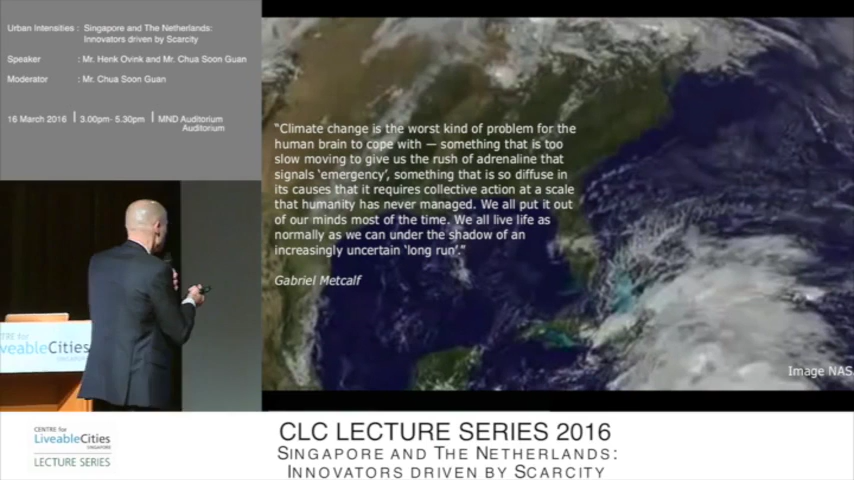 Urban Intensities : Singapore and The Netherlands:
Innovators driven by Scarcity
Speaker : Mr. Henk Ovink and Mr. Chua Soon Guan
Moderator : Mr. Chua Soon Guan
16 March 2016 | 3.00pm- 5.30pm | MND Auditorium
Auditorium
“Climate change is the worst kind of problem for the
human brain to cope with — something that is too
slow moving to give us the rush of adrenaline that
signals ‘emergency’, something that is so diffuse in
its causes that it requires collective action at a scale
that humanity has never managed. We all put it out
of our minds most of the time. We all live life as
normally as we can under the shadow of an
increasingly uncertain ‘long run’.”
Gabriel Metcalf
Image NAS
TRE for
veableCities
SINGAPORE
CENTRE for
LiveableCities
SINGAPORE
LECTURE SERIES
CLC LECTURE SERIES 2016
SINGAPORE AND THE NETHERLANDS:
INNOVATORS DRIVEN BY SCARCITY